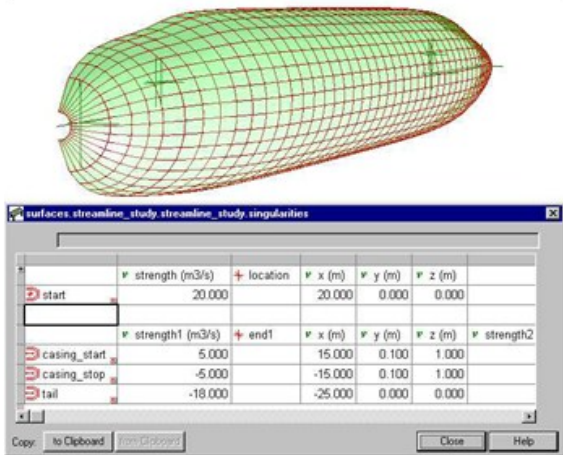 surfaces.streamline_study.streamline_study.singularities
strength (m3/s) location x (m) y (m) z (m)
start 20.000 20.000 0.000 0.000
strength1 (m3/s) end1 x (m) y (m) z (m) strength2
casing_start 5.000 15.000 0.100 1.000
casing_stop -5.000 -15.000 0.100 1.000
tail -18.000 -25.000 0.000 0.000
Copy: to Clipboard from Clipboard Close Help